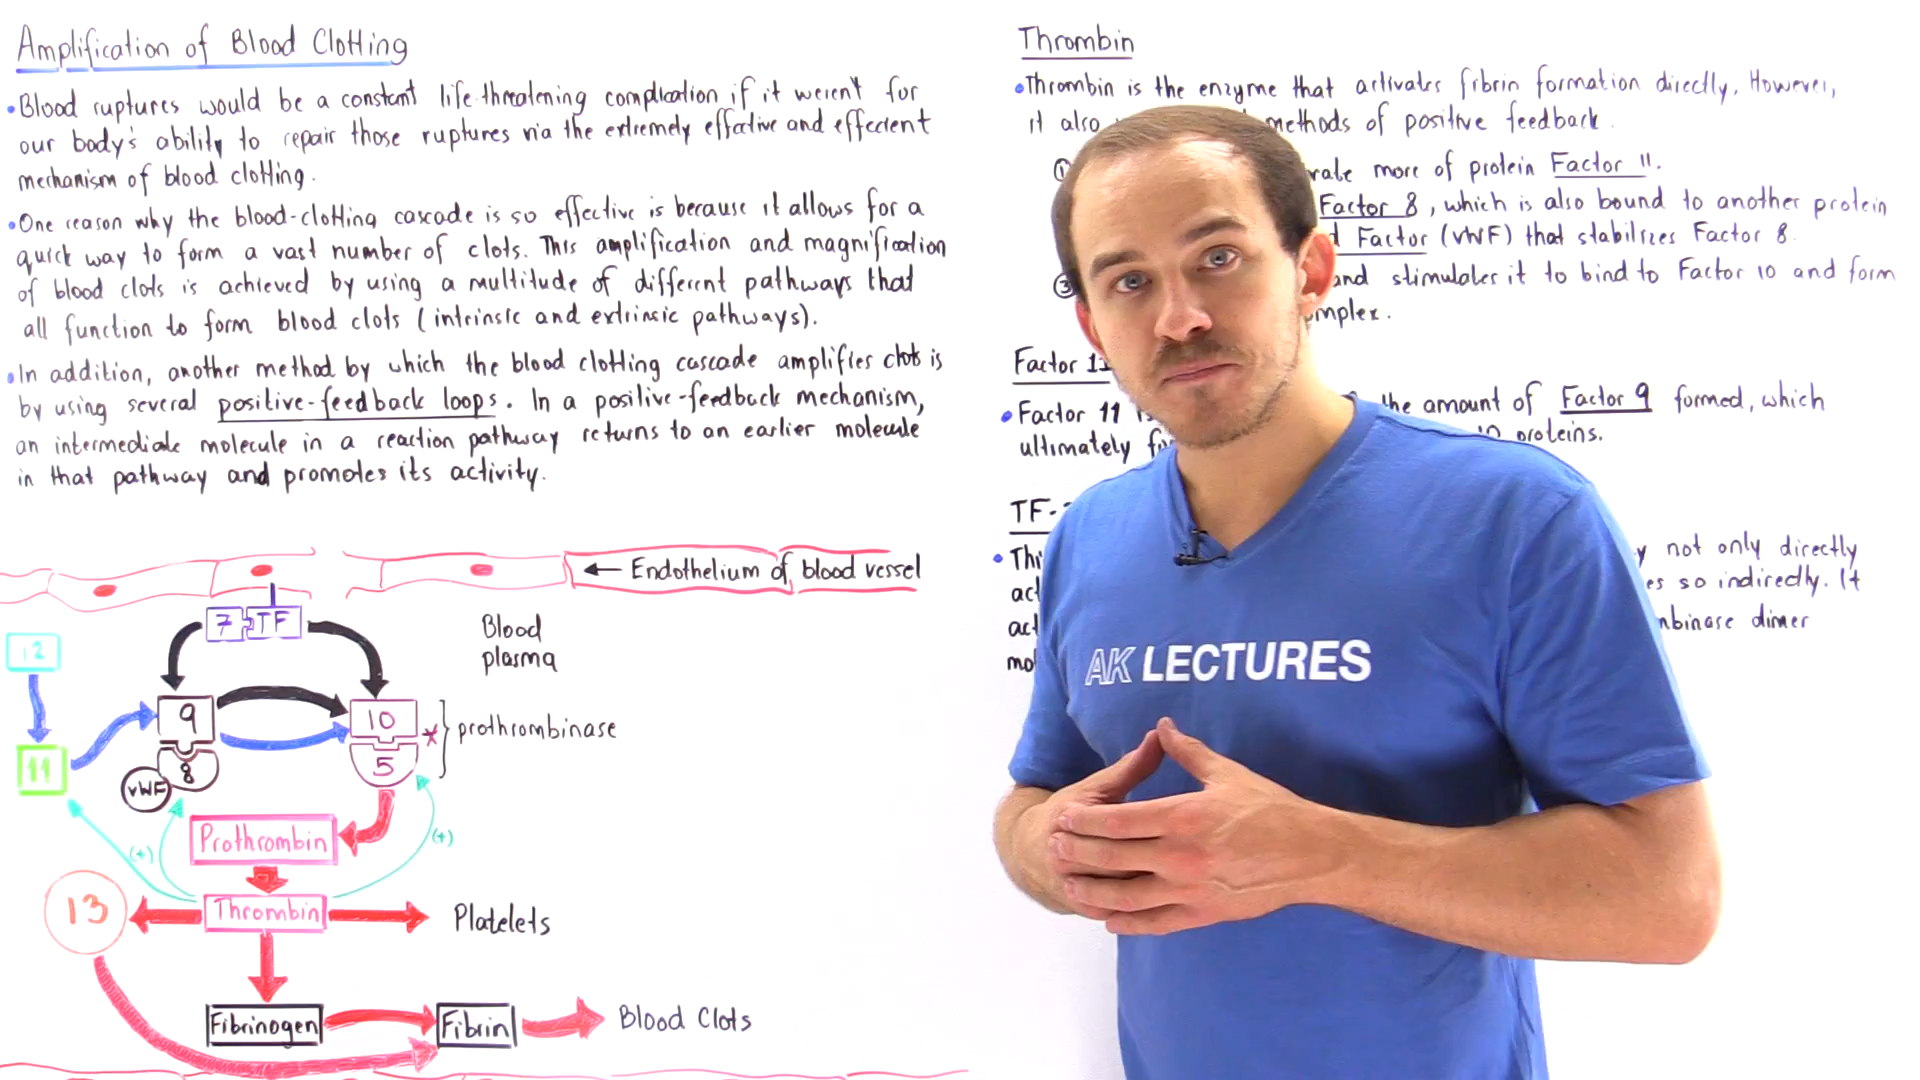 Amplification of Blood Clotting
Blood ruptures would be a constant life-threatening complication if it weren't for
our body's ability to repair those ruptures via the extremely effective and effecient
mechanism of blood clotting.
One reason why the blood-clotting cascade is so effective is because it allows for a
quick way to form a vast number of clots. This amplification and magnification
of blood clots is achieved by using a multitude of different pathways that
all function to form blood clots (intrinsic and extrinsic pathways).
In addition, another method by which the blood clotting cascade amplifies clots is
by using several positive-feedback loops. In a positive-feedback mechanism,
an intermediate molecule in a reaction pathway returns to an earlier molecule
in that pathway and promotes its activity.
← Endothelium of blood vessel
7 TF
Blood
plasma
12
9
10
prothrombinase
11
8
5
vWF
Prothrombin
(+)
(+)
13
Thrombin
Platelets
Fibrinogen
Fibrin
Blood Clots
Thrombin
Thrombin is the enzyme that activates fibrin formation directly. However,
it also methods of positive feedback.
① more of protein Factor 11.
Factor 8, which is also bound to another protein
Factor (vWF) that stabilizes Factor 8.
③ and stimulates it to bind to Factor 10 and form
Factor 11
Factor 11 the amount of Factor 9 formed, which
ultimately 10 proteins.
TF-
not only directly
so indirectly. It
dimer
AK LECTURES